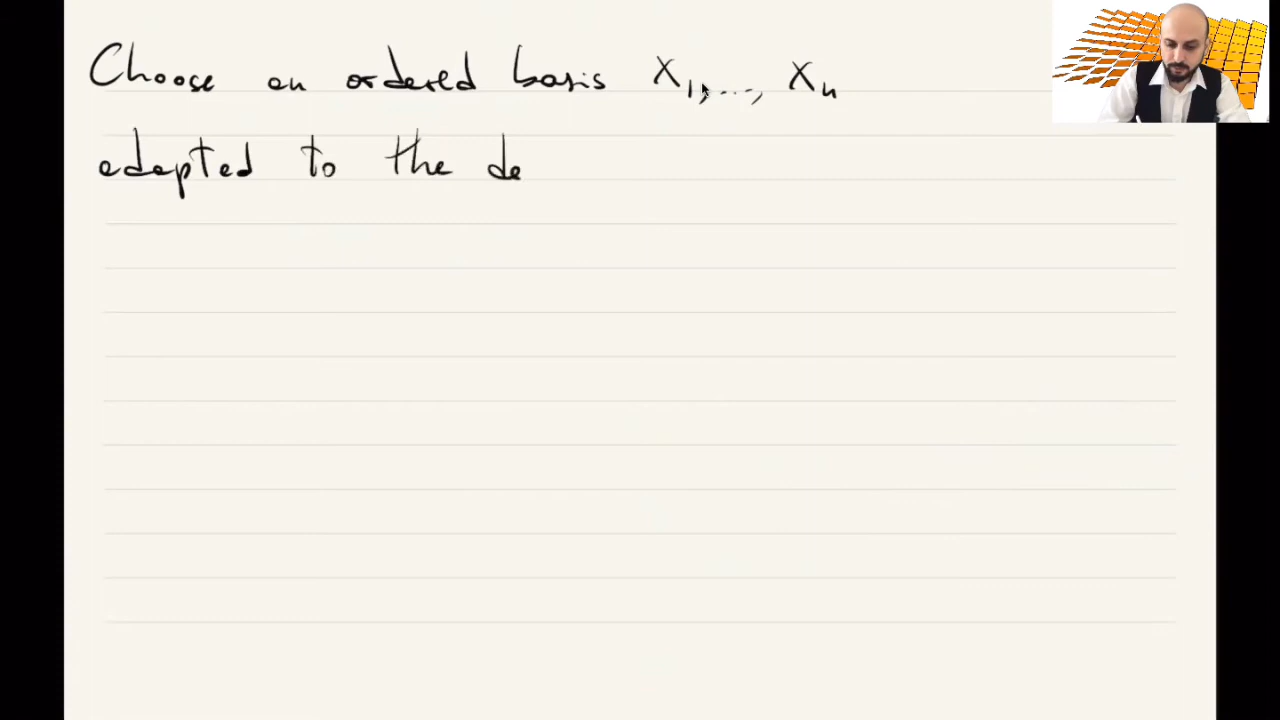 Choose an ordered basis X₁,..., Xₙ
adapted to the de